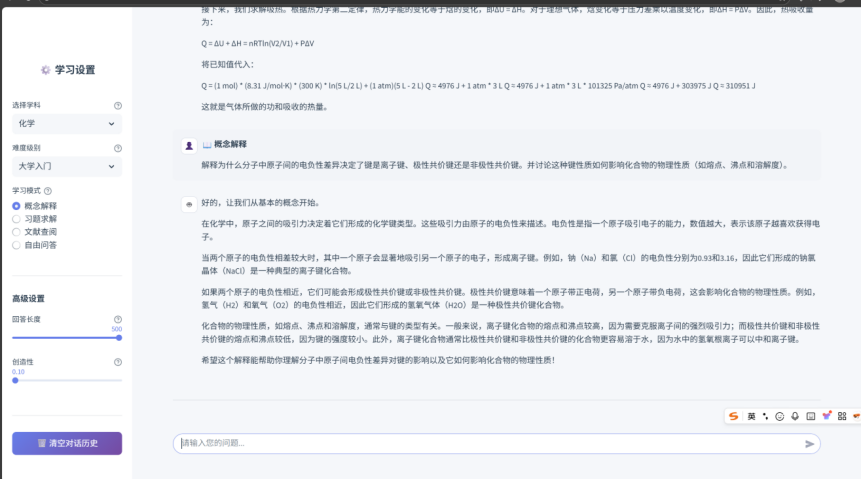 学习设置
选择学科
化学
难度级别
大学入门
学习模式
概念解释
习题求解
文献查阅
自由问答
高级设置
回答长度
500
创造性
0.10
清空对话历史
接下来，我们求解吸热。根据热力学第二定律，热力学能的变化等于焓的变化，即ΔU = ΔH。对于理想气体，焓变化等于压力差乘以温度变化，即ΔH = PΔV。因此，热吸收量
为：
Q = ΔU + ΔH = nRTln(V2/V1) + PΔV
将已知值代入：
Q = (1 mol) * (8.31 J/mol·K) * (300 K) * ln(5 L/2 L) + (1 atm)(5 L - 2 L) Q = 4976 J + 1 atm * 3 L Q = 4976 J + 1 atm * 3 L * 101325 Pa/atm Q = 4976 J + 303975 J Q = 310951 J
这就是气体所做的功和吸收的热量。
概念解释
解释为什么分子中原子间的电负性差异决定了键是离子键、极性共价键还是非极性共价键。并讨论这种键性质如何影响化合物的物理性质（如熔点、沸点和溶解度）。
好的，让我们从基本的概念开始。
在化学中，原子之间的吸引力决定着它们形成的化学键类型。这些吸引力由原子的电负性来描述。电负性是指一个原子吸引电子的能力，数值越大，表示该原子越喜欢获得电
子。
当两个原子的电负性相差较大时，其中一个原子会显著地吸引另一个原子的电子，形成离子键。例如，钠（Na）和氯（Cl）的电负性分别为0.93和3.16，因此它们形成的钠氯
晶体（NaCl）是一种典型的离子键化合物。
如果两个原子的电负性相近，它们可能会形成极性共价键或非极性共价键。极性共价键意味着一个原子带正电荷，另一个原子带负电荷，这会影响化合物的物理性质。例如，
氢气（H2）和氧气（O2）的电负性相近，因此它们形成的氢氧气体（H2O）是一种极性共价键化合物。
化合物的物理性质，如熔点、沸点和溶解度，通常与键的类型有关。一般来说，离子键化合物的熔点和沸点较高，因为需要克服离子间的强烈吸引力；而极性共价键和非极性
共价键的熔点和沸点较低，因为键的强度较小。此外，离子键化合物通常比极性共价键和非极性共价键的化合物更容易溶于水，因为水中的氢氧根离子可以中和离子键。
希望这个解释能帮助你理解分子中原子间电负性差异对键的影响以及它如何影响化合物的物理性质！
英
请输入您的问题...